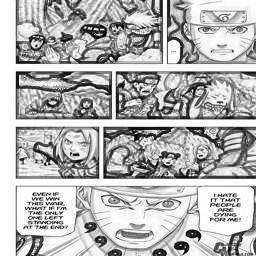 ...
I HATE
IT THAT
PEOPLE
ARE
DYING
FOR ME!
EVEN IF
WE WIN
THIS WAR,
WHAT IF I'M
THE ONLY
ONE LEFT
STANDING
AT THE END?